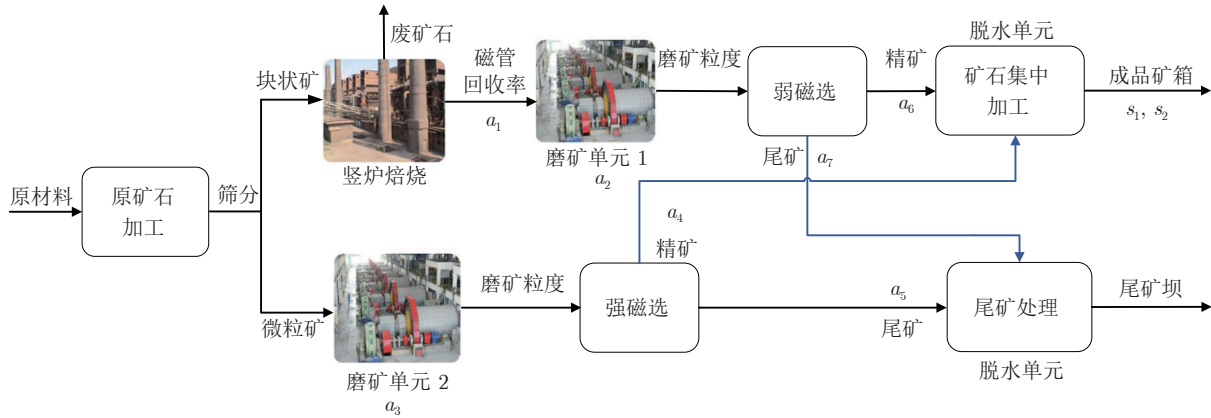 脱水单元
废矿石
磁管
回收率
a₁
磨矿粒度
精矿
a₆
矿石集中
加工
成品矿箱
s₁, s₂
块状矿
弱磁选
磨矿单元 1
a₂
竖炉焙烧
尾矿
a₇
原材料
原矿石
加工
筛分
a₄
精矿
磨矿粒度
强磁选
a₅
尾矿
尾矿处理
尾矿坝
微粒矿
脱水单元
磨矿单元 2
a₃